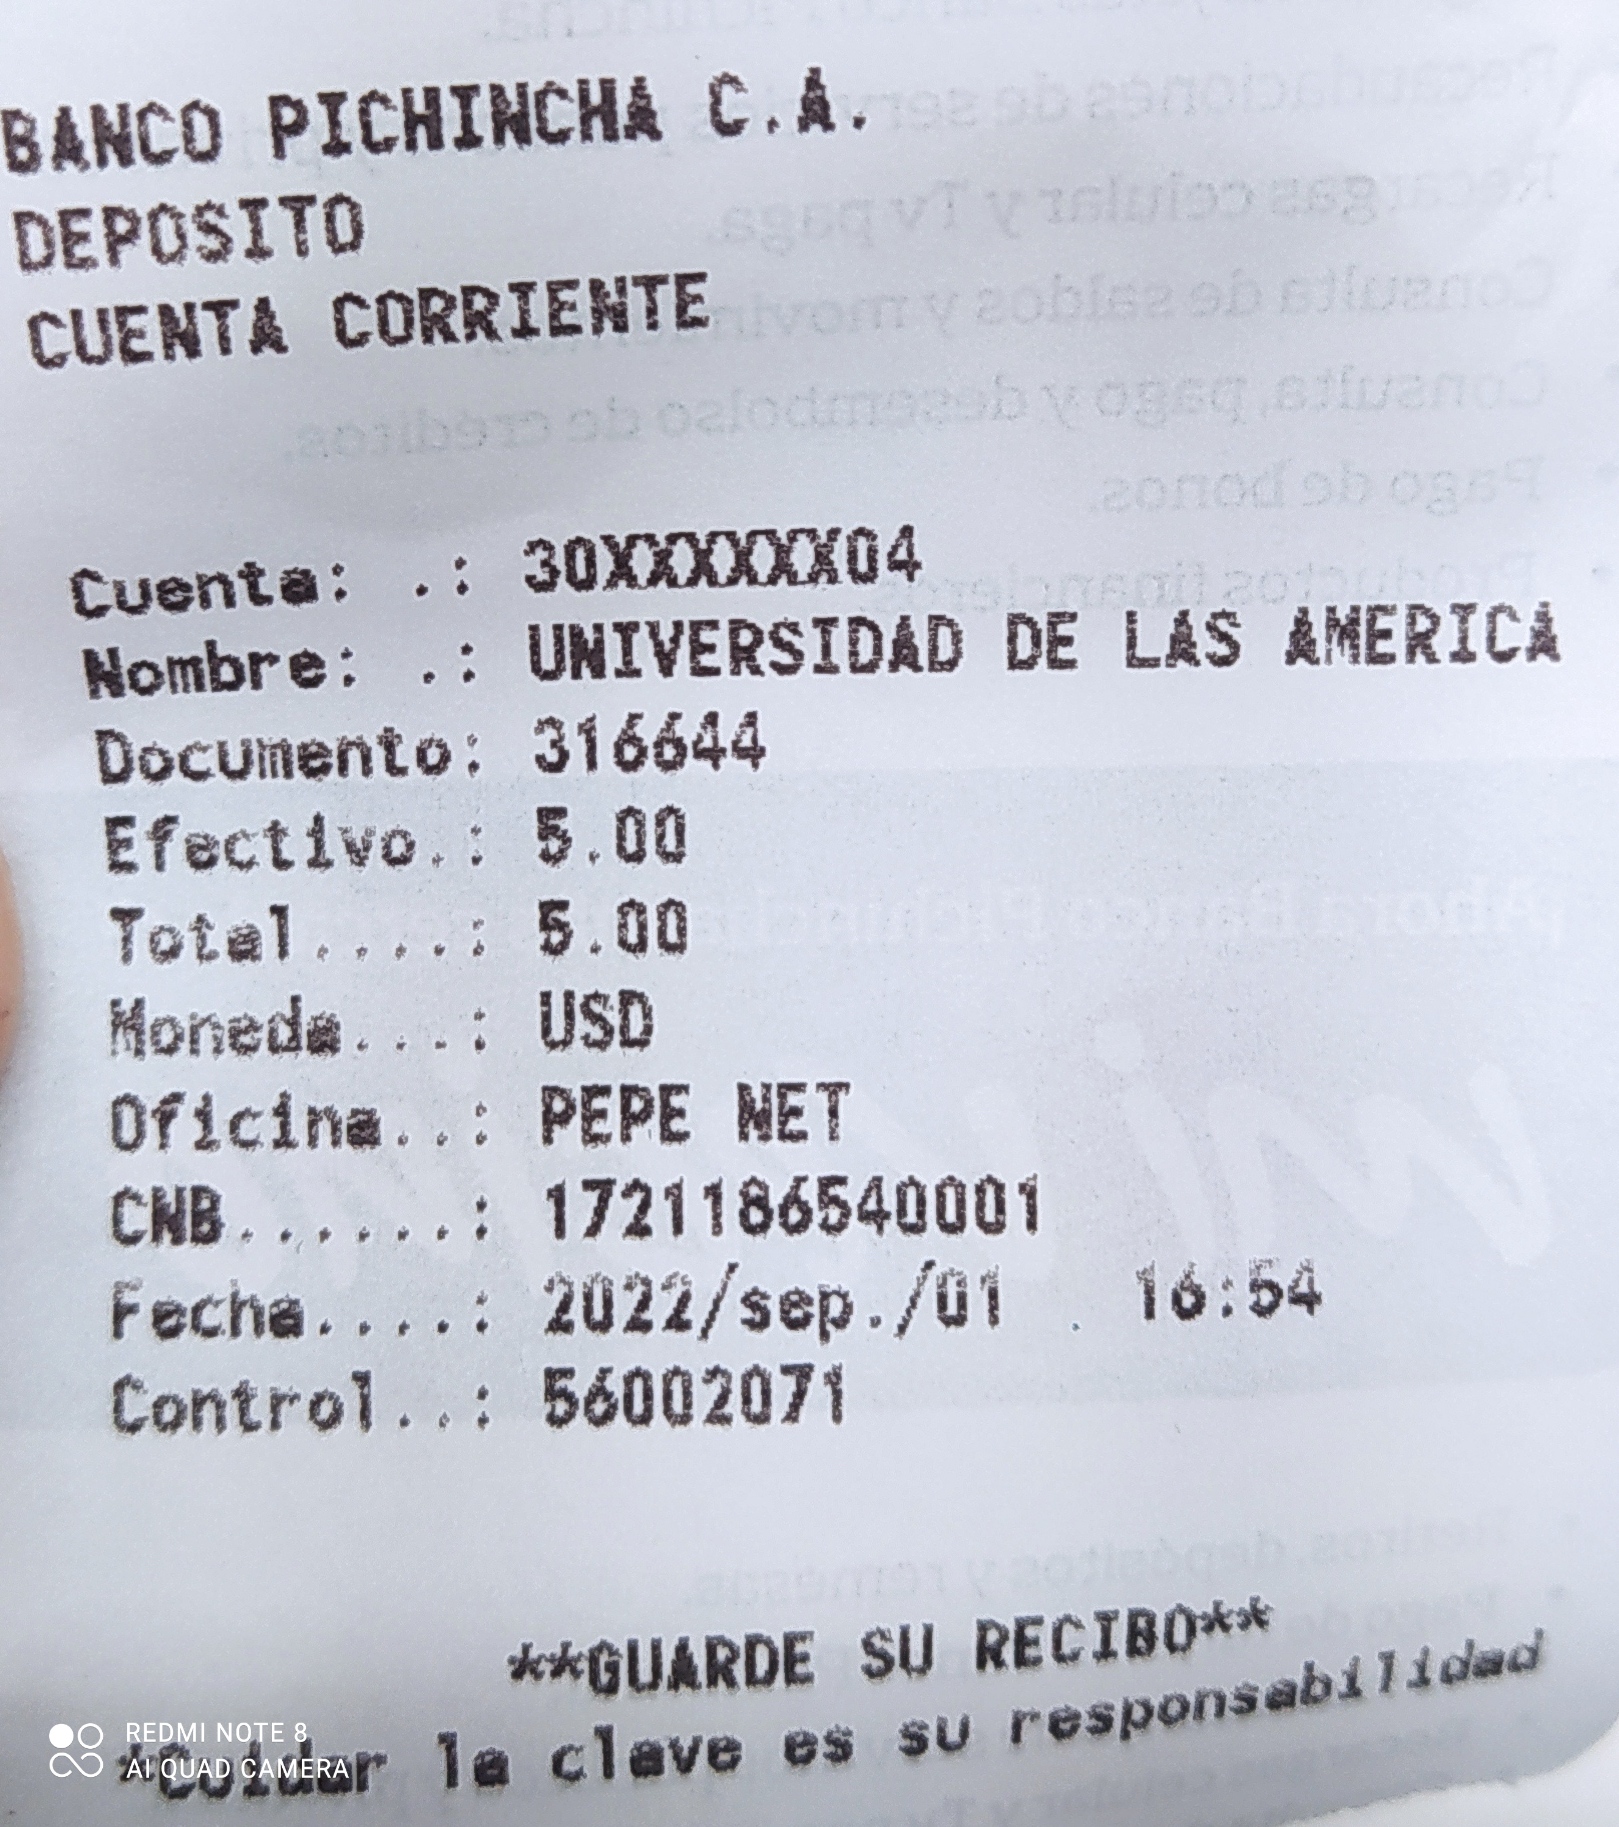 BANCO PICHINCHA C.A.
DEPOSITO
CUENTA CORRIENTE
Cuenta: .: 30XXXXXX04
Nombre: .: UNIVERSIDAD DE LAS AMERICA
Documento: 316644
Efectivo.: 5.00
Total....: 5.00
Moneda...: USD
Oficina..: PEPE NET
CNB......: 1721186540001
Fecha....: 2022/sep./01 16:54
Control..: 56002071
**GUARDE SU RECIBO**
*Cuidar la clave es su responsabilidad
REDMI NOTE 8
AI QUAD CAMERA